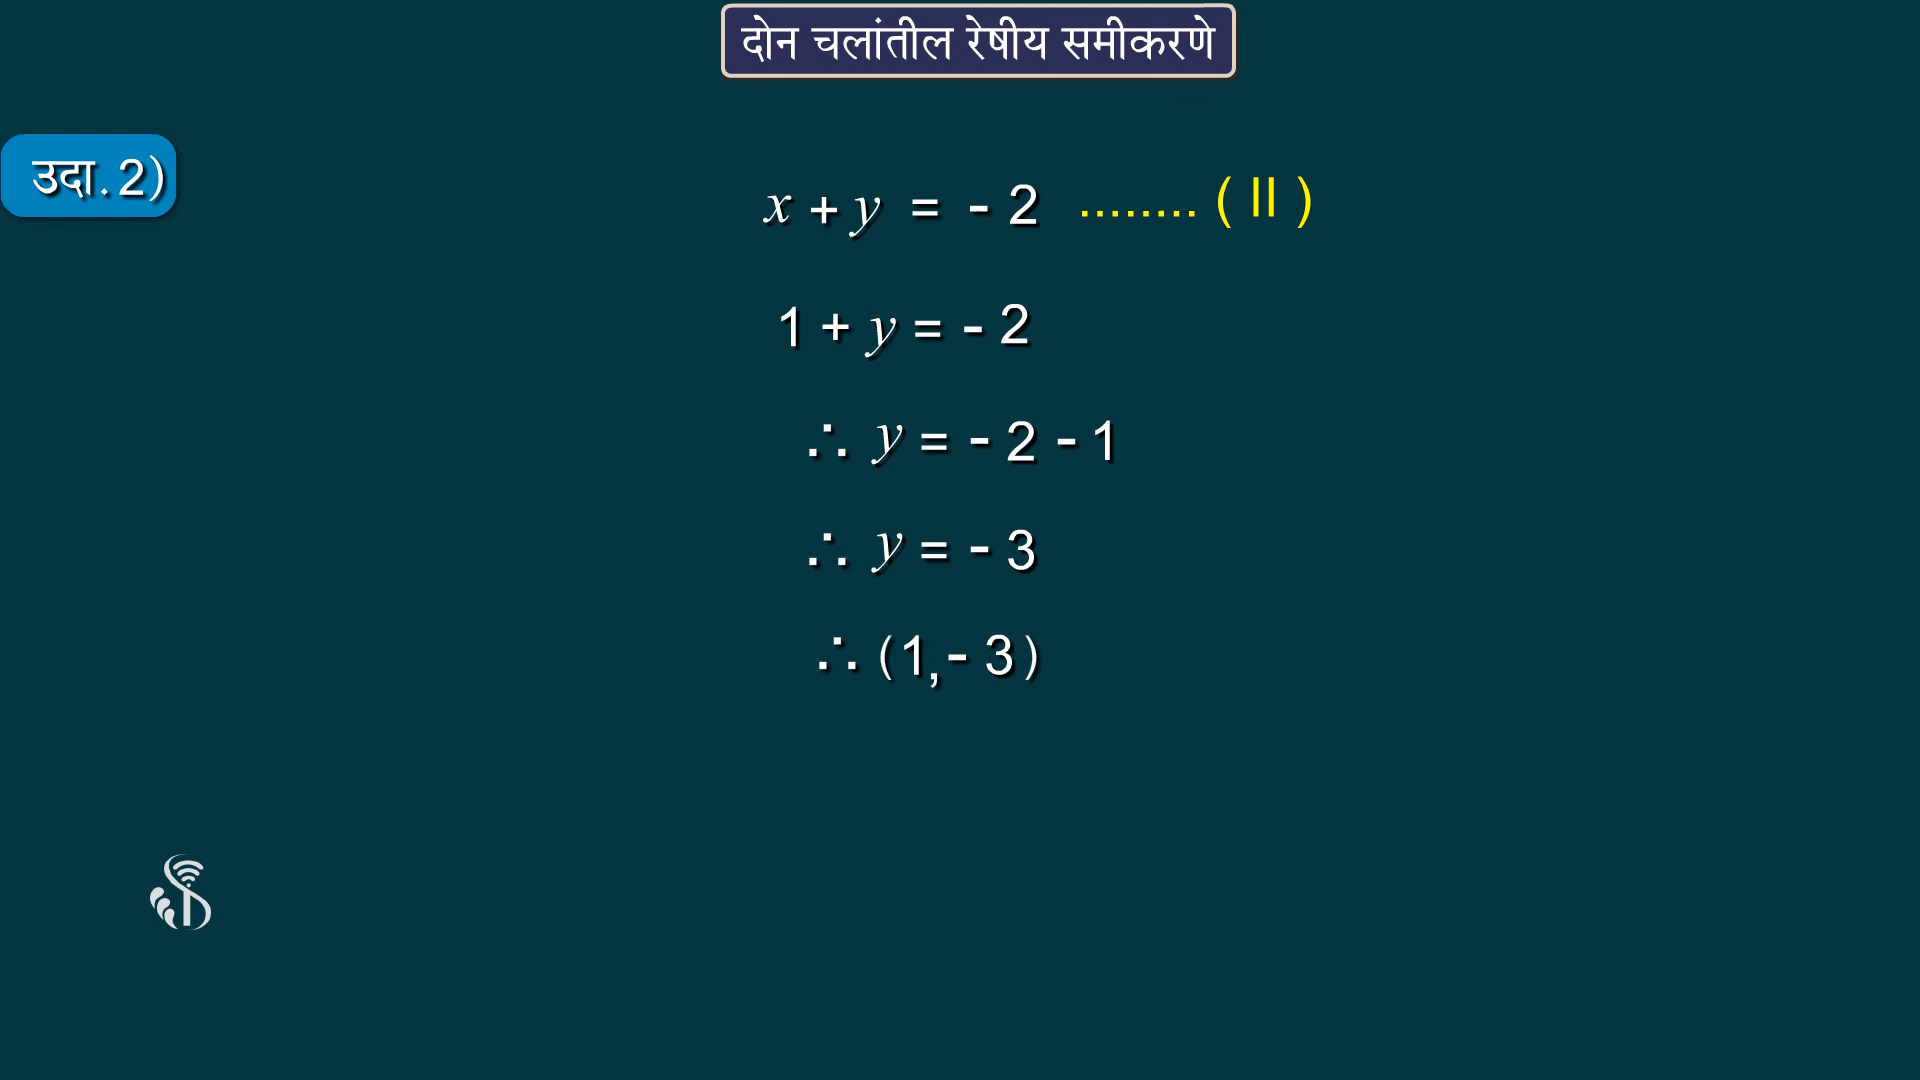 दोन चलांतील रेषीय समीकरणे
उदा. 2)
x + y = - 2 ........ ( II )
1 + y = - 2
∴ y = - 2 - 1
∴ y = - 3
∴ (1, - 3)